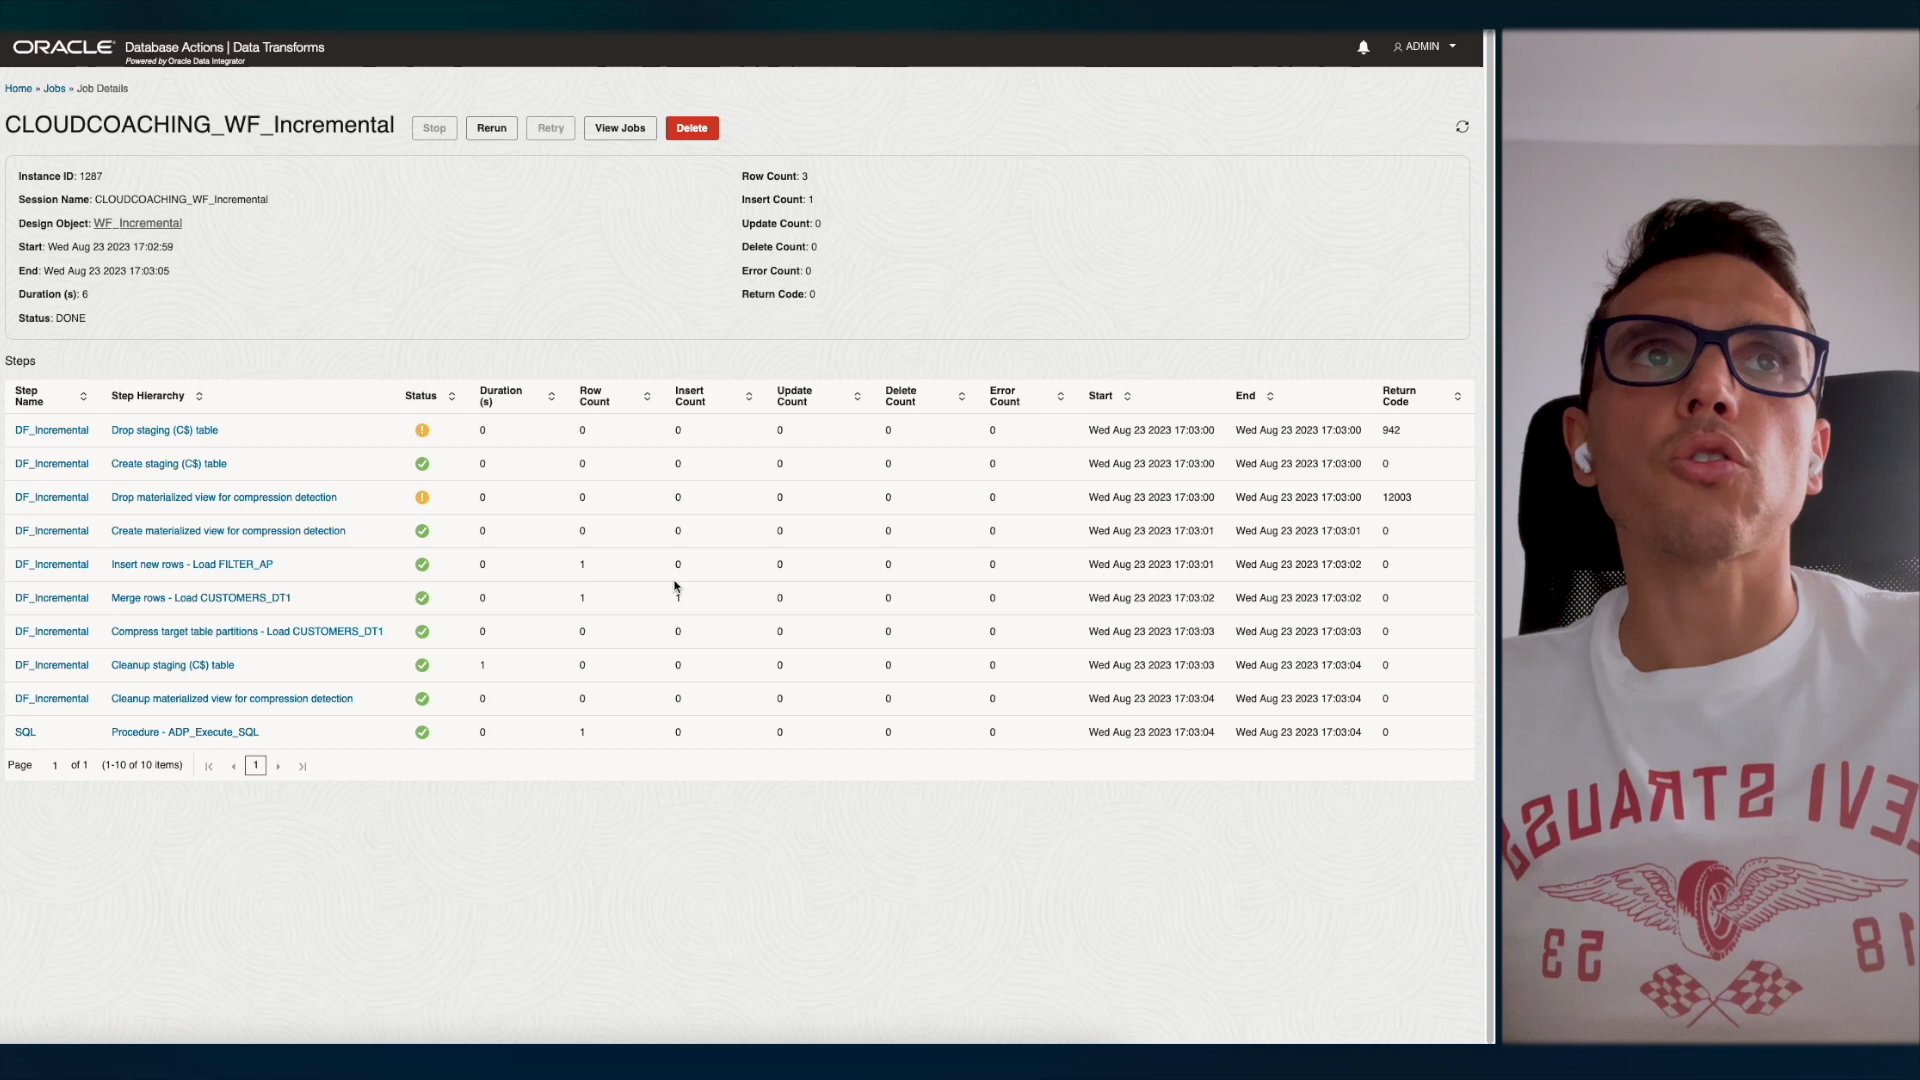 ORACLE Database Actions | Data Transforms
Powered by Oracle Data Integrator
ADMIN
Home » Jobs » Job Details
CLOUDCOACHING_WF_Incremental Stop Rerun Retry View Jobs Delete
Instance ID: 1287 Row Count: 3
Session Name: CLOUDCOACHING_WF_Incremental Insert Count: 1
Design Object: WF_Incremental Update Count: 0
Start: Wed Aug 23 2023 17:02:59 Delete Count: 0
End: Wed Aug 23 2023 17:03:05 Error Count: 0
Duration (s): 6 Return Code: 0
Status: DONE
Steps
Step Name Step Hierarchy Status Duration (s) Row Count Insert Count Update Count Delete Count Error Count Start End Return Code
DF_Incremental Drop staging (C$) table 0 0 0 0 0 0 Wed Aug 23 2023 17:03:00 Wed Aug 23 2023 17:03:00 942
DF_Incremental Create staging (C$) table 0 0 0 0 0 0 Wed Aug 23 2023 17:03:00 Wed Aug 23 2023 17:03:00 0
DF_Incremental Drop materialized view for compression detection 0 0 0 0 0 0 Wed Aug 23 2023 17:03:00 Wed Aug 23 2023 17:03:00 12003
DF_Incremental Create materialized view for compression detection 0 0 0 0 0 0 Wed Aug 23 2023 17:03:01 Wed Aug 23 2023 17:03:01 0
DF_Incremental Insert new rows - Load FILTER_AP 0 1 0 0 0 0 Wed Aug 23 2023 17:03:01 Wed Aug 23 2023 17:03:02 0
DF_Incremental Merge rows - Load CUSTOMERS_DT1 0 1 1 0 0 0 Wed Aug 23 2023 17:03:02 Wed Aug 23 2023 17:03:02 0
DF_Incremental Compress target table partitions - Load CUSTOMERS_DT1 0 0 0 0 0 0 Wed Aug 23 2023 17:03:03 Wed Aug 23 2023 17:03:03 0
DF_Incremental Cleanup staging (C$) table 1 0 0 0 0 0 Wed Aug 23 2023 17:03:03 Wed Aug 23 2023 17:03:04 0
DF_Incremental Cleanup materialized view for compression detection 0 0 0 0 0 0 Wed Aug 23 2023 17:03:04 Wed Aug 23 2023 17:03:04 0
SQL Procedure - ADP_Execute_SQL 0 1 0 0 0 0 Wed Aug 23 2023 17:03:04 Wed Aug 23 2023 17:03:04 0
Page 1 of 1 (1-10 of 10 items) 1
LEVI STRAUSS
18 53